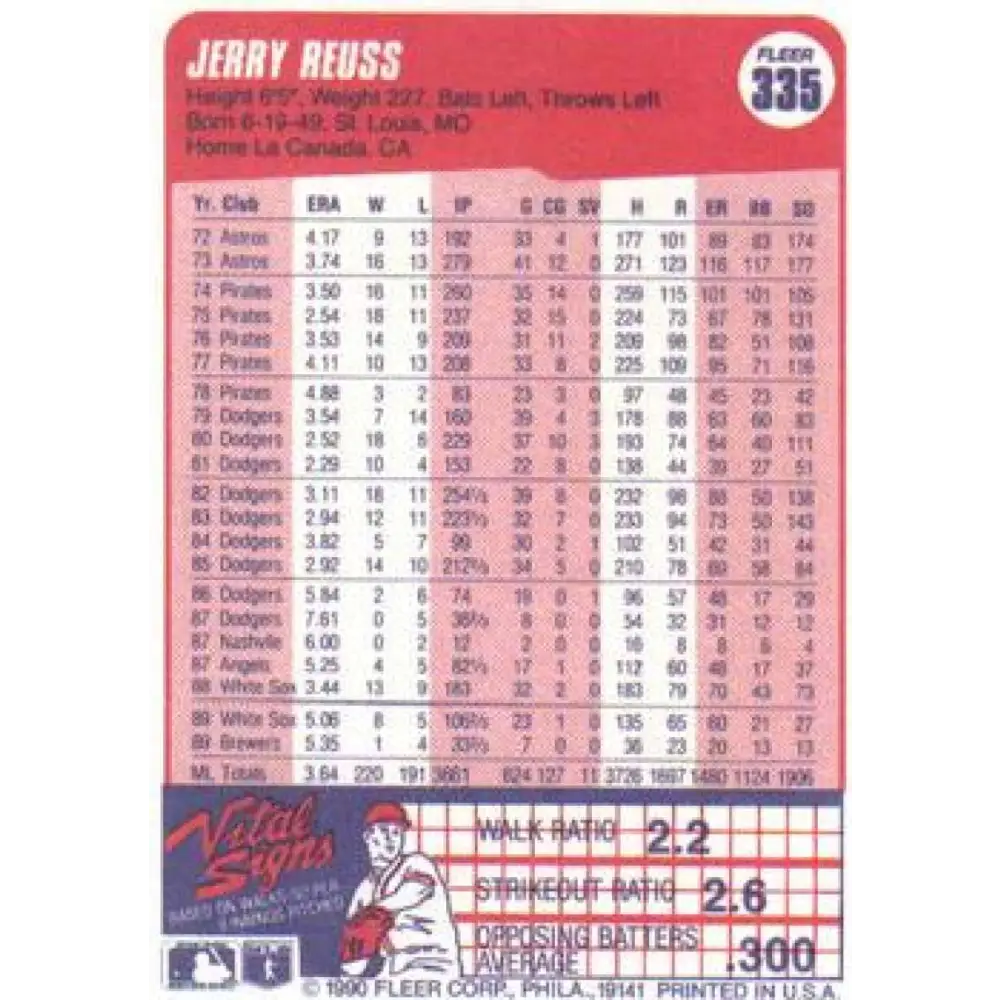 JERRY REUSS
FLEER
335
Height 6'5", Weight 227, Bats Left, Throws Left
Born 6-19-49, St. Louis, MO
Home La Canada, CA
Yr. Club ERA W L IP G CG SV H R ER BB SO
72 Astros 4.17 9 13 192 33 4 1 177 101 89 83 174
73 Astros 3.74 16 13 279 41 12 0 271 123 116 117 177
74 Pirates 3.50 16 11 260 35 14 0 259 115 101 101 105
75 Pirates 2.54 18 11 237 32 15 0 224 73 67 78 131
76 Pirates 3.53 14 9 209 31 11 2 209 98 82 51 108
77 Pirates 4.11 10 13 208 33 8 0 225 109 95 71 116
78 Pirates 4.88 3 2 83 23 3 0 97 48 45 23 42
79 Dodgers 3.54 7 14 160 39 4 3 178 88 63 60 83
80 Dodgers 2.52 18 6 229 37 10 3 193 74 64 40 111
81 Dodgers 2.29 10 4 153 22 8 0 138 44 39 27 51
82 Dodgers 3.11 18 11 254⅔ 39 8 0 232 98 88 50 138
83 Dodgers 2.94 12 11 223⅓ 32 7 0 233 94 73 50 143
84 Dodgers 3.82 5 7 99 30 2 1 102 51 42 31 44
85 Dodgers 2.92 14 10 212⅔ 34 5 0 210 78 69 58 84
86 Dodgers 5.84 2 6 74 19 0 1 96 57 48 17 29
87 Dodgers 7.61 0 5 36⅔ 8 0 0 54 32 31 12 12
87 Nashville 6.00 0 2 12 2 0 0 16 8 8 4
87 Angels 5.25 4 5 82⅓ 17 1 0 112 60 48 17 37
88 White Sox 3.44 13 9 183 32 2 0 183 79 70 43 73
89 White Sox 5.06 8 5 106⅔ 23 1 0 135 65 60 21 27
89 Brewers 5.35 1 4 33⅔ 7 0 0 36 23 20 13 13
ML Totals 3.64 220 191 3661 624 127 11 3726 1697 1480 1124 1906
Vital Signs
BASED ON WALKS/SO PER
9 INNINGS PITCHED
WALK RATIO 2.2
STRIKEOUT RATIO 2.6
OPPOSING BATTERS
AVERAGE .300
© 1990 FLEER CORP., PHILA., 19141 PRINTED IN U.S.A.